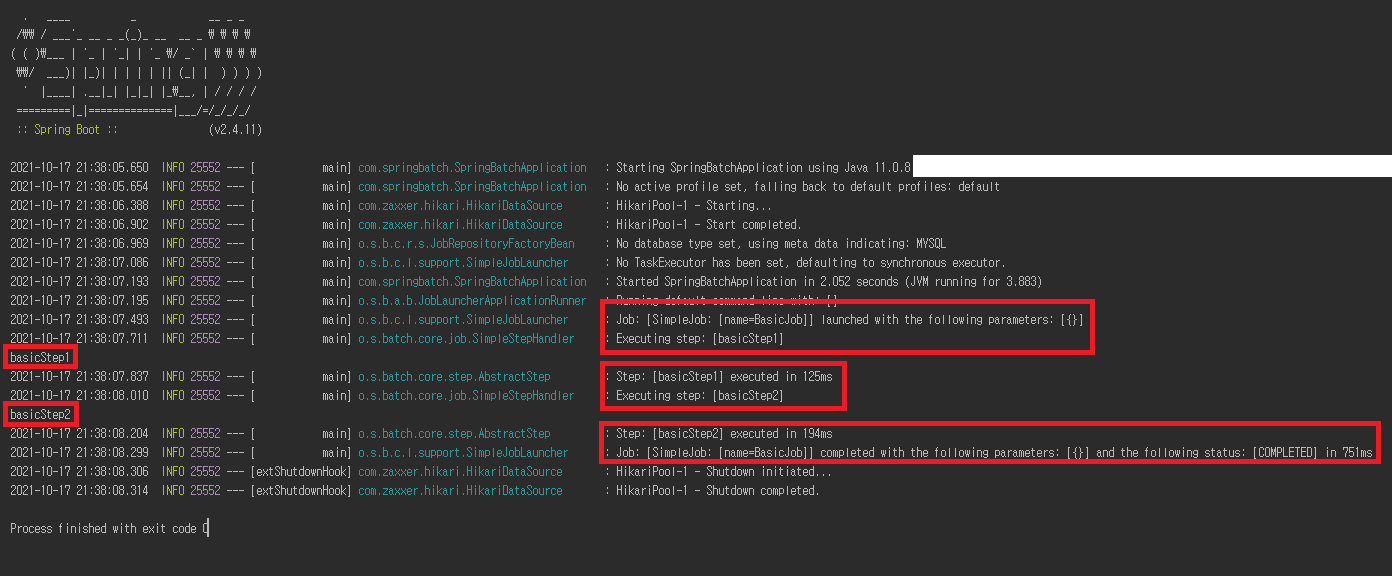 .   ____          _            __ _ _
 /₩₩ / ___'_ __ _ _(_)_ __  __ _ ₩ ₩ ₩ ₩
( ( )₩___ | '_ | '_| | '_ ₩/ _` | ₩ ₩ ₩ ₩
 ₩₩/  ___)| |_)| | | | | || (_| |  ) ) ) )
  '  |____| .__|_| |_|_| |_₩__, | / / / /
 =========|_|==============|___/=/_/_/_/
 :: Spring Boot ::               (v2.4.11)
2021-10-17 21:38:05.650  INFO 25552 --- [           main] com.springbatch.SpringBatchApplication   : Starting SpringBatchApplication using Java 11.0.8
2021-10-17 21:38:05.654  INFO 25552 --- [           main] com.springbatch.SpringBatchApplication   : No active profile set, falling back to default profiles: default
2021-10-17 21:38:06.388  INFO 25552 --- [           main] com.zaxxer.hikari.HikariDataSource       : HikariPool-1 - Starting...
2021-10-17 21:38:06.902  INFO 25552 --- [           main] com.zaxxer.hikari.HikariDataSource       : HikariPool-1 - Start completed.
2021-10-17 21:38:06.969  INFO 25552 --- [           main] o.s.b.c.r.s.JobRepositoryFactoryBean     : No database type set, using meta data indicating: MYSQL
2021-10-17 21:38:07.086  INFO 25552 --- [           main] o.s.b.c.l.support.SimpleJobLauncher      : No TaskExecutor has been set, defaulting to synchronous executor.
2021-10-17 21:38:07.193  INFO 25552 --- [           main] com.springbatch.SpringBatchApplication   : Started SpringBatchApplication in 2.052 seconds (JVM running for 3.883)
2021-10-17 21:38:07.195  INFO 25552 --- [           main] o.s.b.a.b.JobLauncherApplicationRunner   : Running default command line with: []
2021-10-17 21:38:07.493  INFO 25552 --- [           main] o.s.b.c.l.support.SimpleJobLauncher      : Job: [SimpleJob: [name=BasicJob]] launched with the following parameters: [{}]
2021-10-17 21:38:07.711  INFO 25552 --- [           main] o.s.batch.core.job.SimpleStepHandler     : Executing step: [basicStep1]
basicStep1
2021-10-17 21:38:07.837  INFO 25552 --- [           main] o.s.batch.core.step.AbstractStep         : Step: [basicStep1] executed in 125ms
2021-10-17 21:38:08.010  INFO 25552 --- [           main] o.s.batch.core.job.SimpleStepHandler     : Executing step: [basicStep2]
basicStep2
2021-10-17 21:38:08.204  INFO 25552 --- [           main] o.s.batch.core.step.AbstractStep         : Step: [basicStep2] executed in 194ms
2021-10-17 21:38:08.299  INFO 25552 --- [           main] o.s.b.c.l.support.SimpleJobLauncher      : Job: [SimpleJob: [name=BasicJob]] completed with the following parameters: [{}] and the following status: [COMPLETED] in 751ms
2021-10-17 21:38:08.306  INFO 25552 --- [extShutdownHook] com.zaxxer.hikari.HikariDataSource       : HikariPool-1 - Shutdown initiated...
2021-10-17 21:38:08.314  INFO 25552 --- [extShutdownHook] com.zaxxer.hikari.HikariDataSource       : HikariPool-1 - Shutdown completed.
Process finished with exit code 0